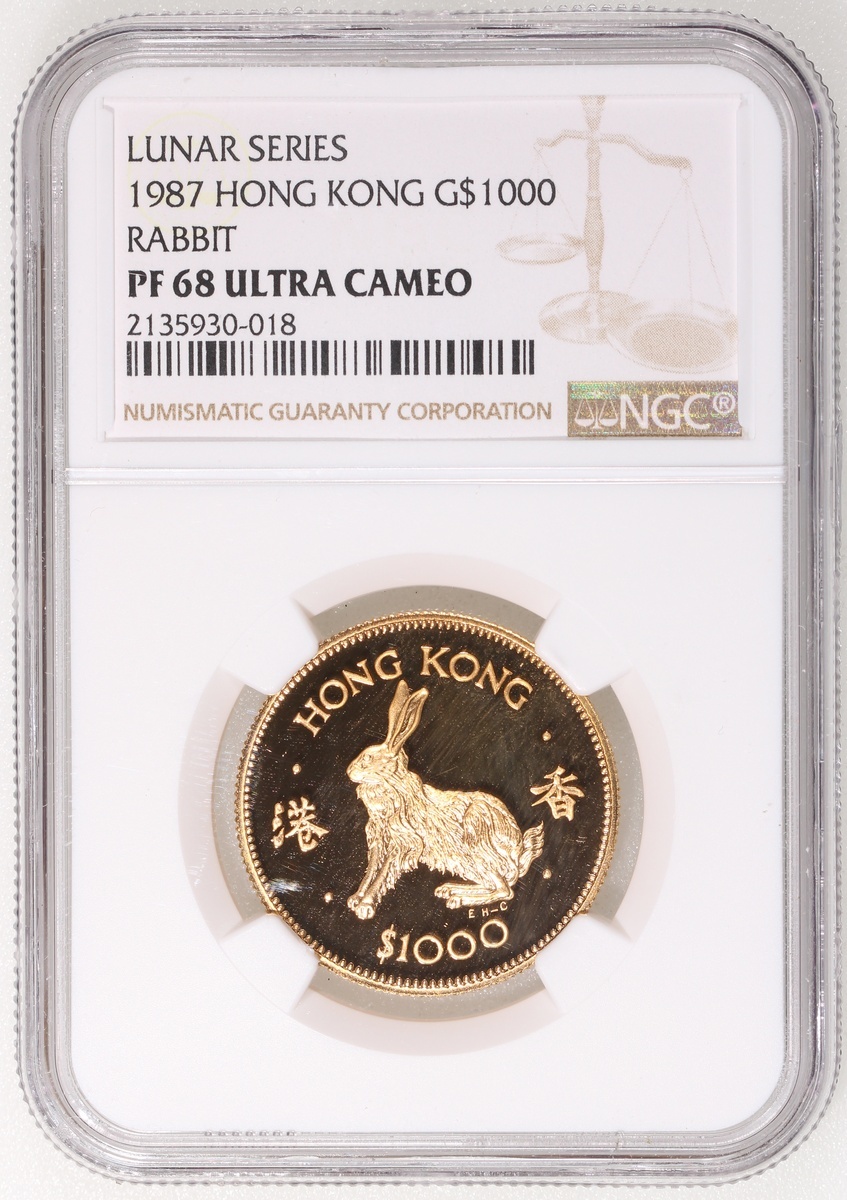 LUNAR SERIES
1987 HONG KONG G$1000
RABBIT
PF 68 ULTRA CAMEO
2135930-018
NUMISMATIC GUARANTY CORPORATION
NGC®
HONG KONG
港 香
E H-C
$1000